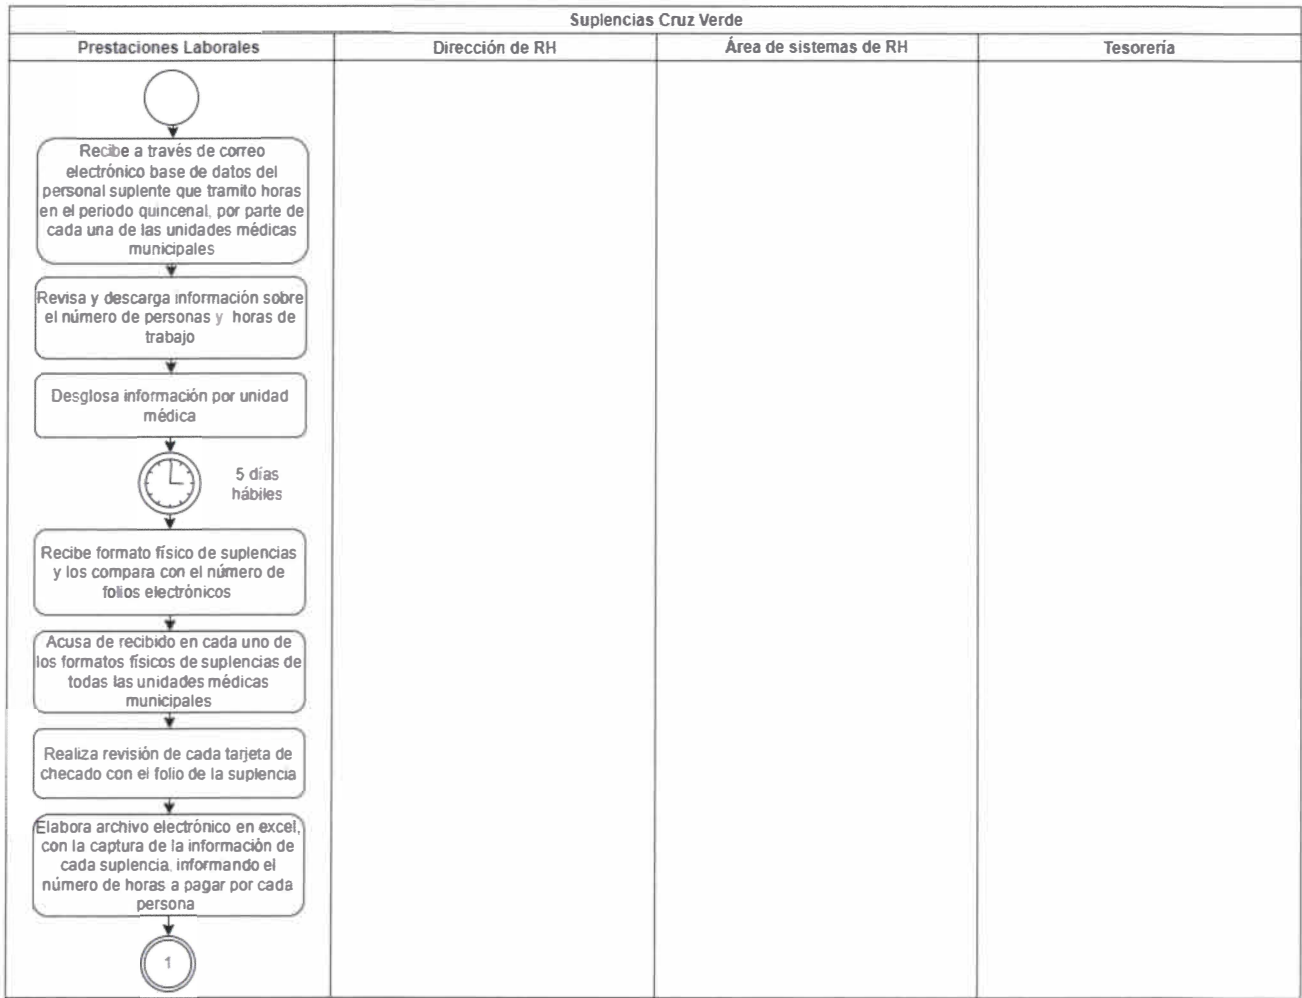 Suplencias Cruz Verde
Prestaciones Laborales
Dirección de RH
Área de sistemas de RH
Tesorería
Recibe a través de correo
electrónico base de datos del
personal suplente que tramito horas
en el periodo quincenal, por parte de
cada una de las unidades médicas
municipales
Revisa y descarga información sobre
el número de personas y horas de
trabajo
Desglosa información por unidad
médica
5 días
hábiles
Recibe formato físico de suplencias
y los compara con el número de
folios electrónicos
Acusa de recibido en cada uno de
los formatos físicos de suplencias de
todas las unidades médicas
municipales
Realiza revisión de cada tarjeta de
checado con el folio de la suplencia
Elabora archivo electrónico en excel,
con la captura de la información de
cada suplencia, informando el
número de horas a pagar por cada
persona
1